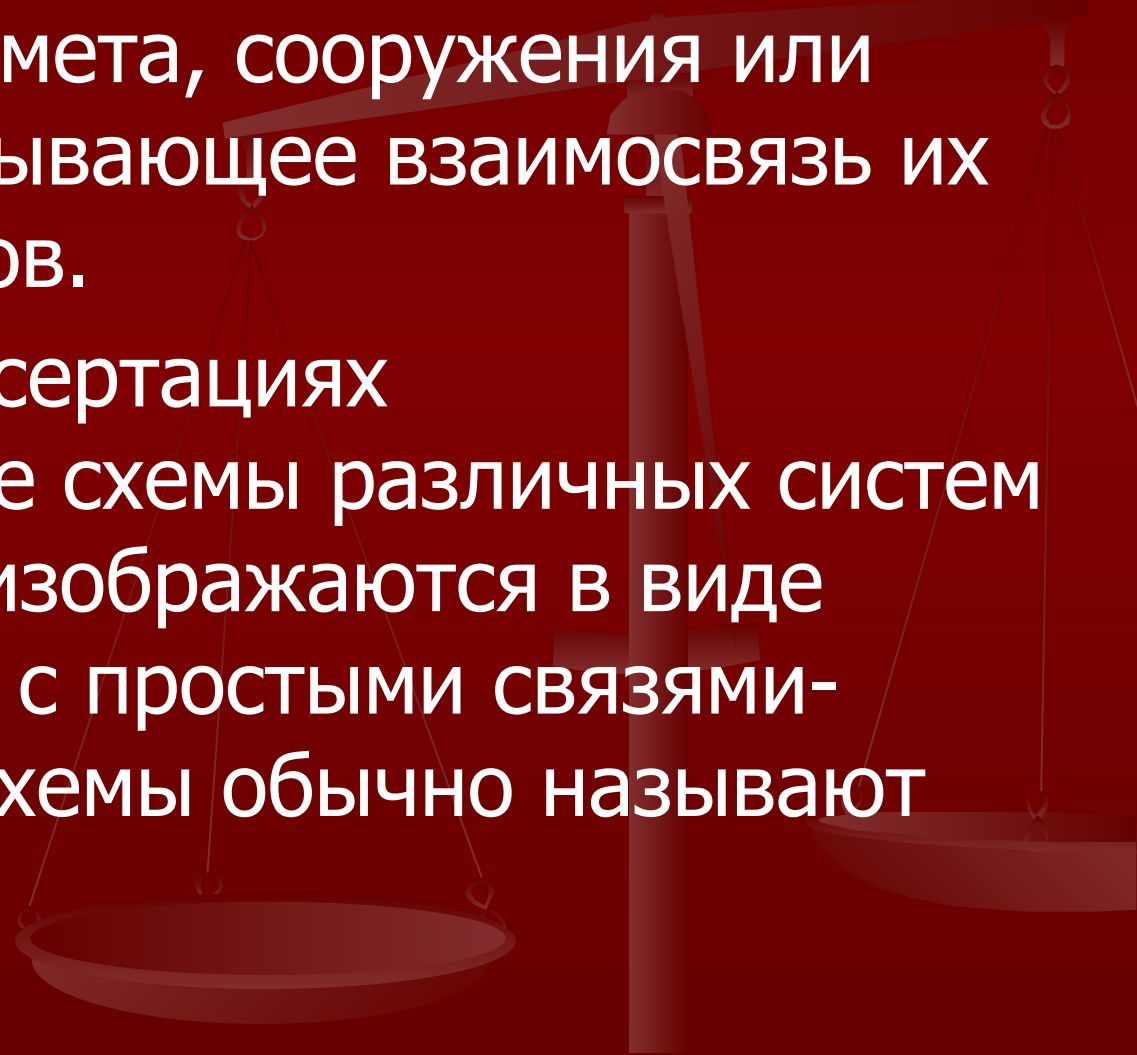 мета, сооружения или
ывающее взаимосвязь их
ов.
сертациях
е схемы различных систем
изображаются в виде
с простыми связями-
хемы обычно называют